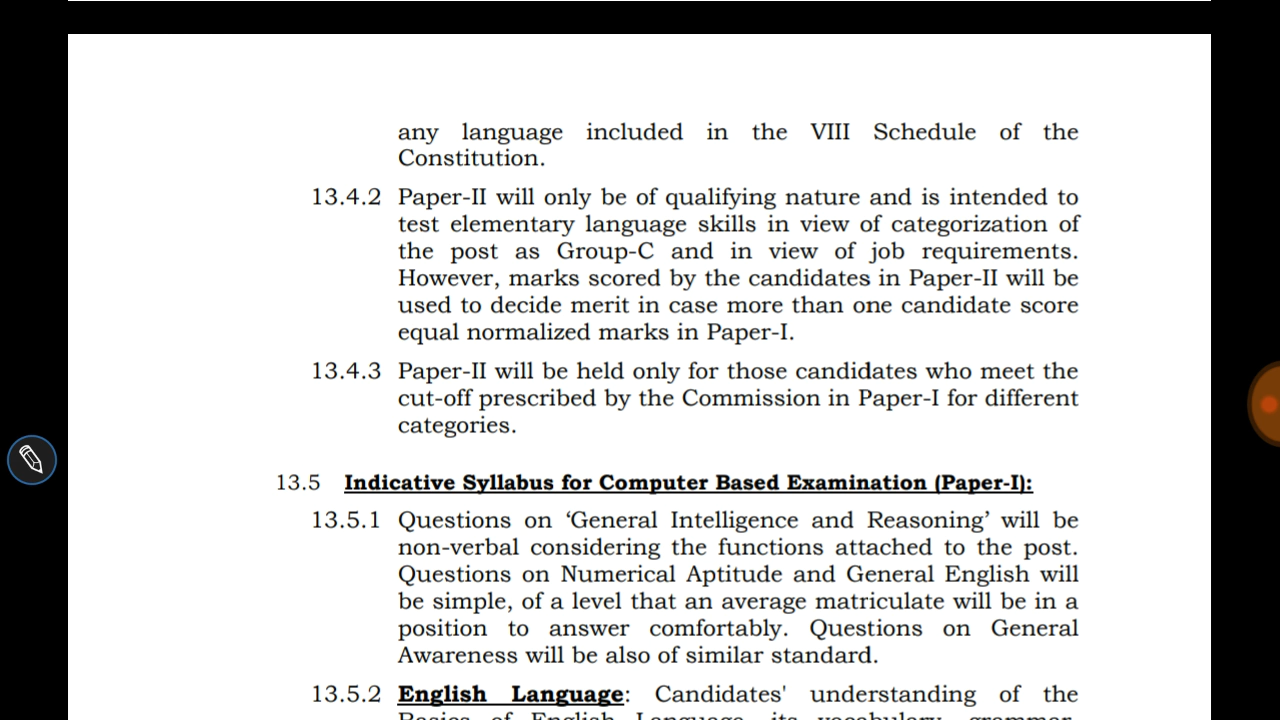 any language included in the VIII Schedule of the
Constitution.
13.4.2 Paper-II will only be of qualifying nature and is intended to
test elementary language skills in view of categorization of
the post as Group-C and in view of job requirements.
However, marks scored by the candidates in Paper-II will be
used to decide merit in case more than one candidate score
equal normalized marks in Paper-I.
13.4.3 Paper-II will be held only for those candidates who meet the
cut-off prescribed by the Commission in Paper-I for different
categories.
13.5 Indicative Syllabus for Computer Based Examination (Paper-I):
13.5.1 Questions on ‘General Intelligence and Reasoning’ will be
non-verbal considering the functions attached to the post.
Questions on Numerical Aptitude and General English will
be simple, of a level that an average matriculate will be in a
position to answer comfortably. Questions on General
Awareness will be also of similar standard.
13.5.2 English Language: Candidates' understanding of the
Basics of English Language, its vocabulary, grammar,